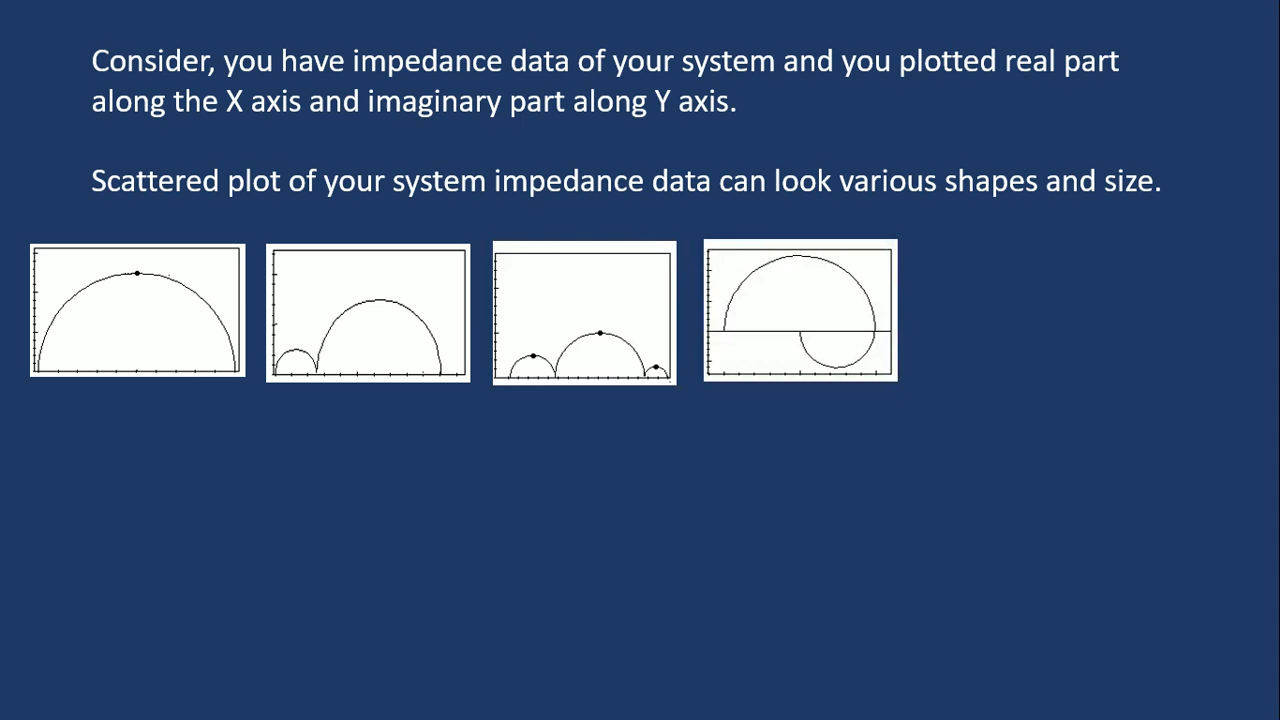 Consider, you have impedance data of your system and you plotted real part
along the X axis and imaginary part along Y axis.
Scattered plot of your system impedance data can look various shapes and size.